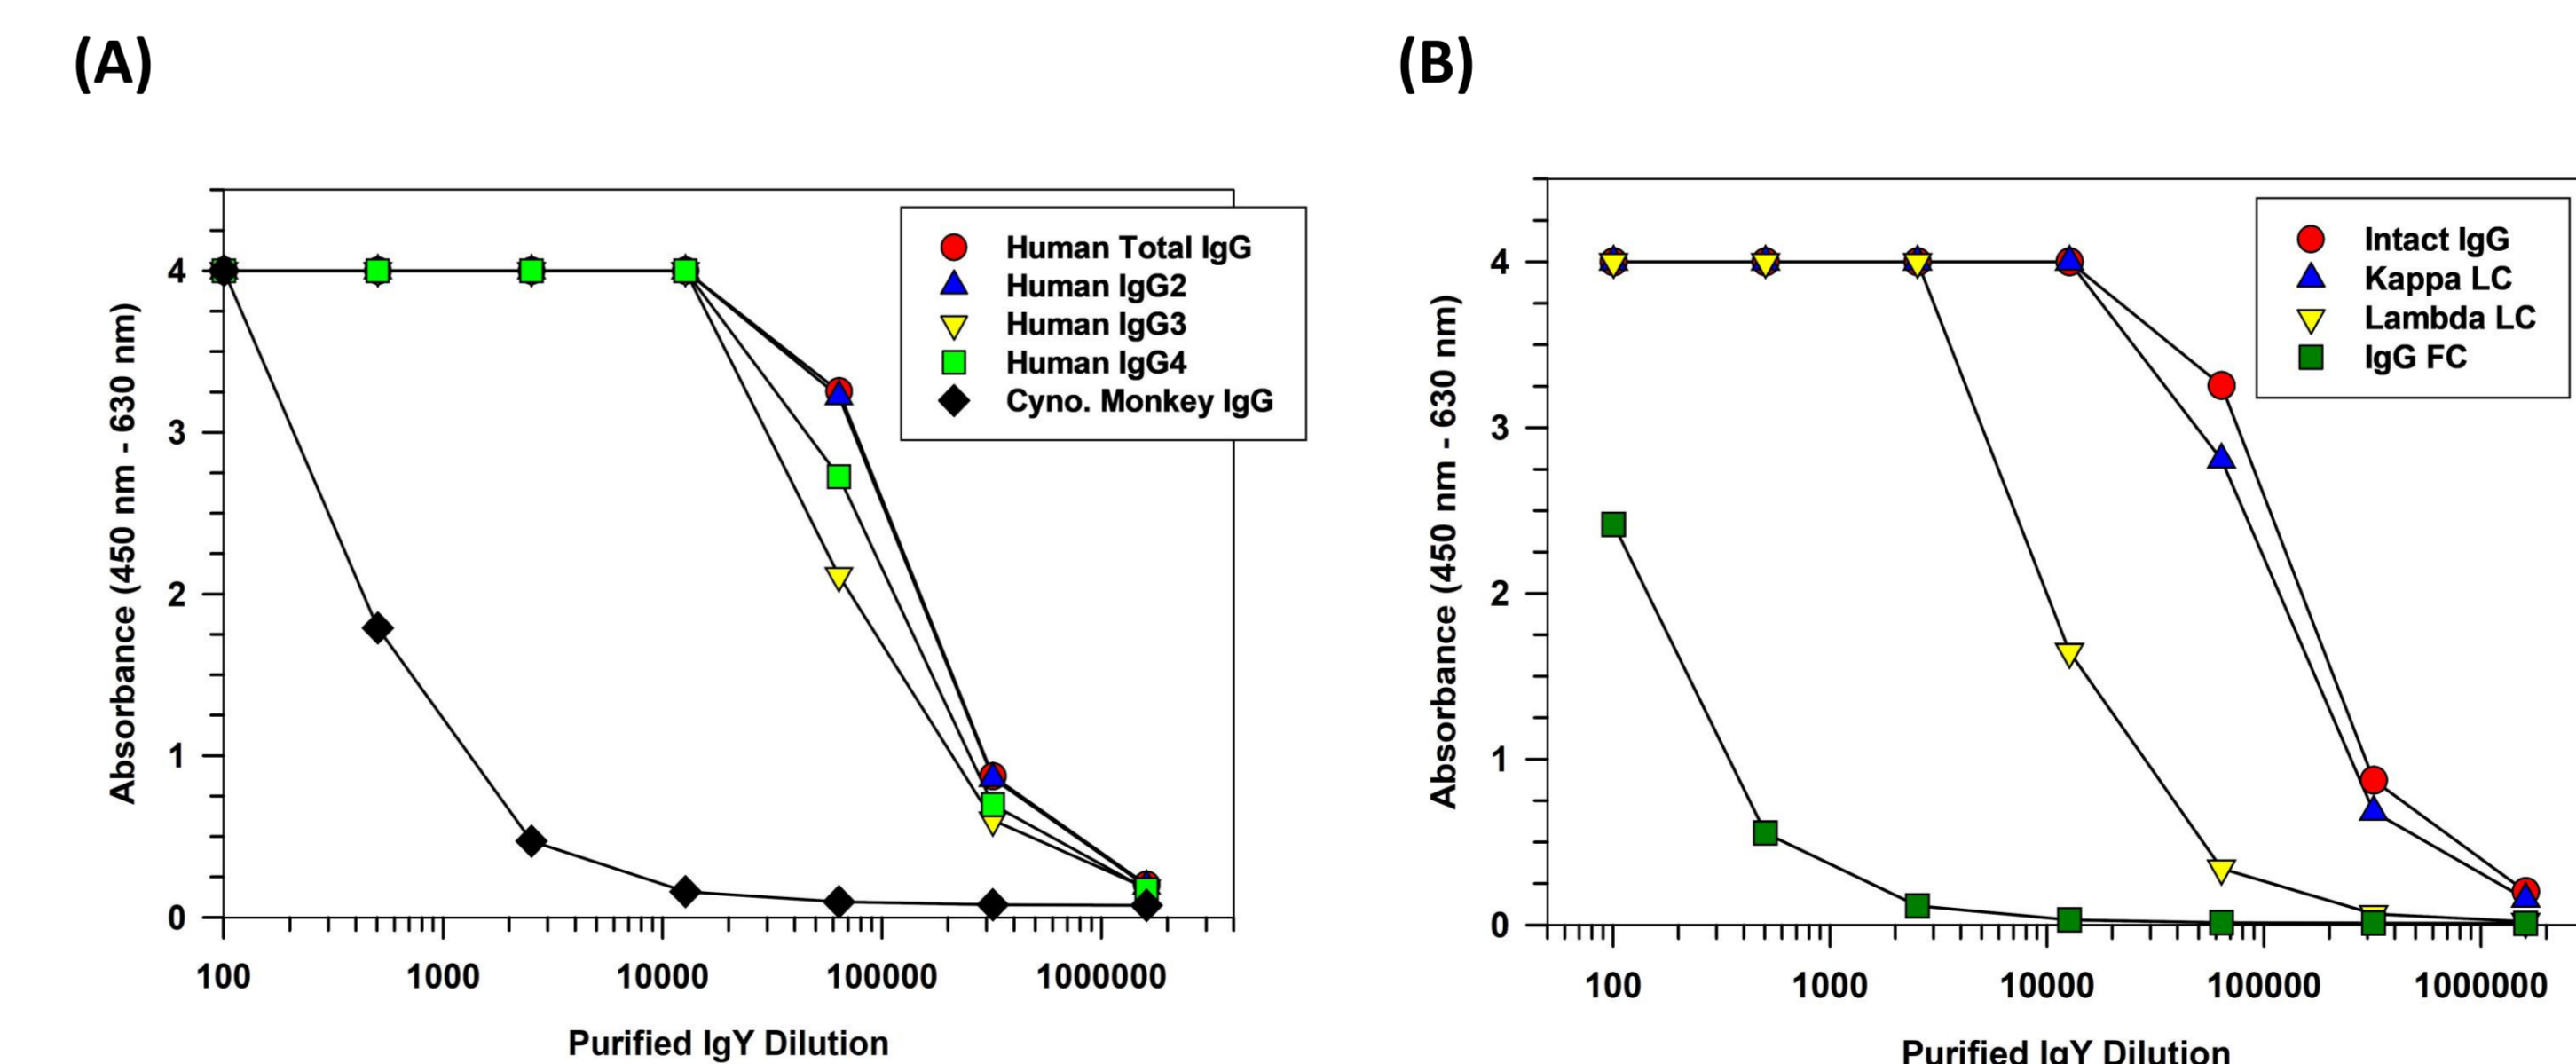 (A)
Absorbance (450 nm - 630 nm)
4
3
2
1
0
100 1000 10000 100000 1000000
Purified IgY Dilution
Human Total IgG
Human IgG2
Human IgG3
Human IgG4
Cyno. Monkey IgG
(B)
Absorbance (450 nm - 630 nm)
4
3
2
1
0
100 1000 10000 100000 1000000
Purified IgY Dilution
Intact IgG
Kappa LC
Lambda LC
IgG FC